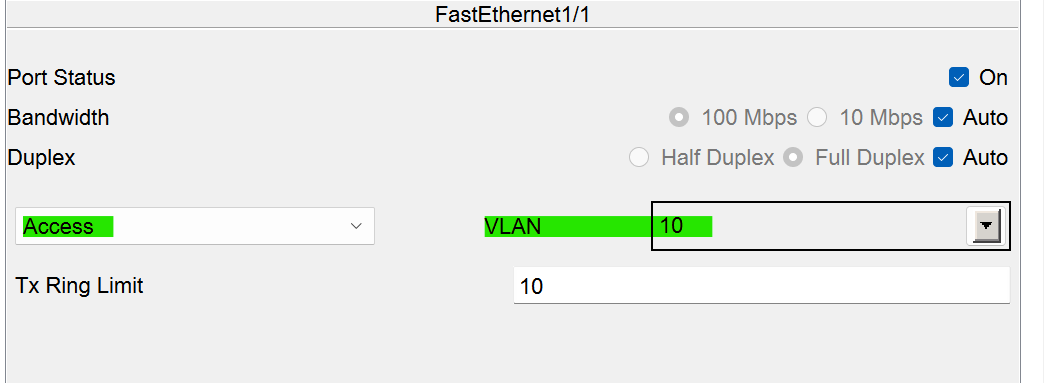 FastEthernet1/1
Port Status On
Bandwidth 100 Mbps 10 Mbps Auto
Duplex Half Duplex Full Duplex Auto
Access VLAN 10
Tx Ring Limit 10